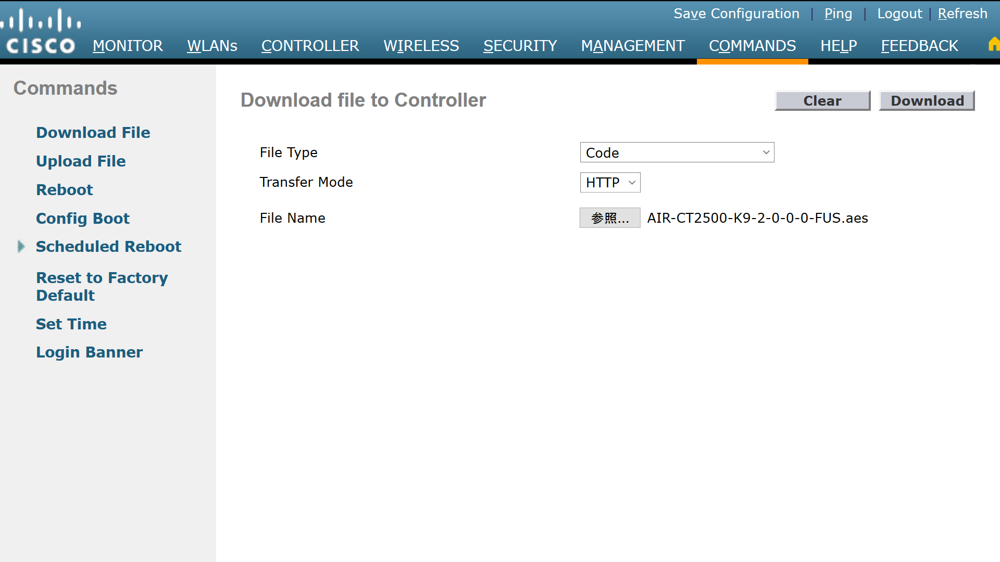 Save Configuration | Ping | Logout | Refresh
CISCO MONITOR WLANs CONTROLLER WIRELESS SECURITY MANAGEMENT COMMANDS HELP FEEDBACK
Commands
Download File
Upload File
Reboot
Config Boot
Scheduled Reboot
Reset to Factory
Default
Set Time
Login Banner
Download file to Controller
Clear Download
File Type Code
Transfer Mode HTTP
File Name 参照... AIR-CT2500-K9-2-0-0-0-FUS.aes